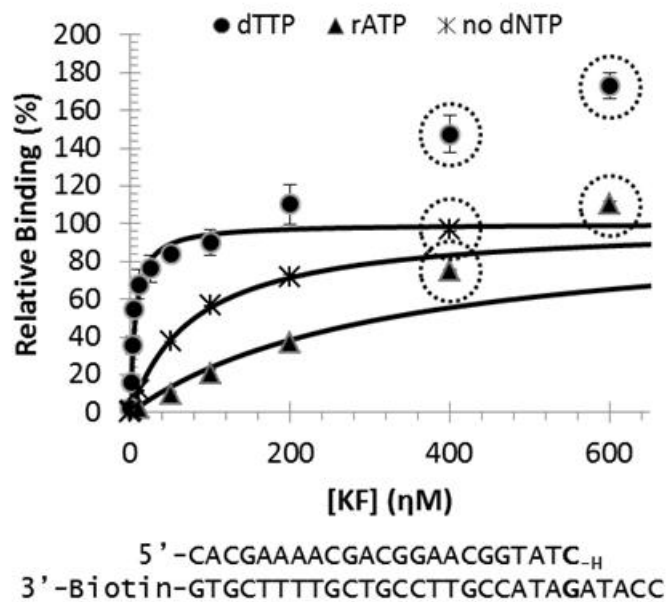 ● dTTP ▲ rATP ✳ no dNTP
200
180
160
140
120
100
80
60
40
20
0
Relative Binding (%)
0 200 400 600
[KF] (ηM)
5’-CACGAAAACGACGGAACGGTATC-H
3’-Biotin-GTGCTTTTGCTGCCTTGCCATAGATACC